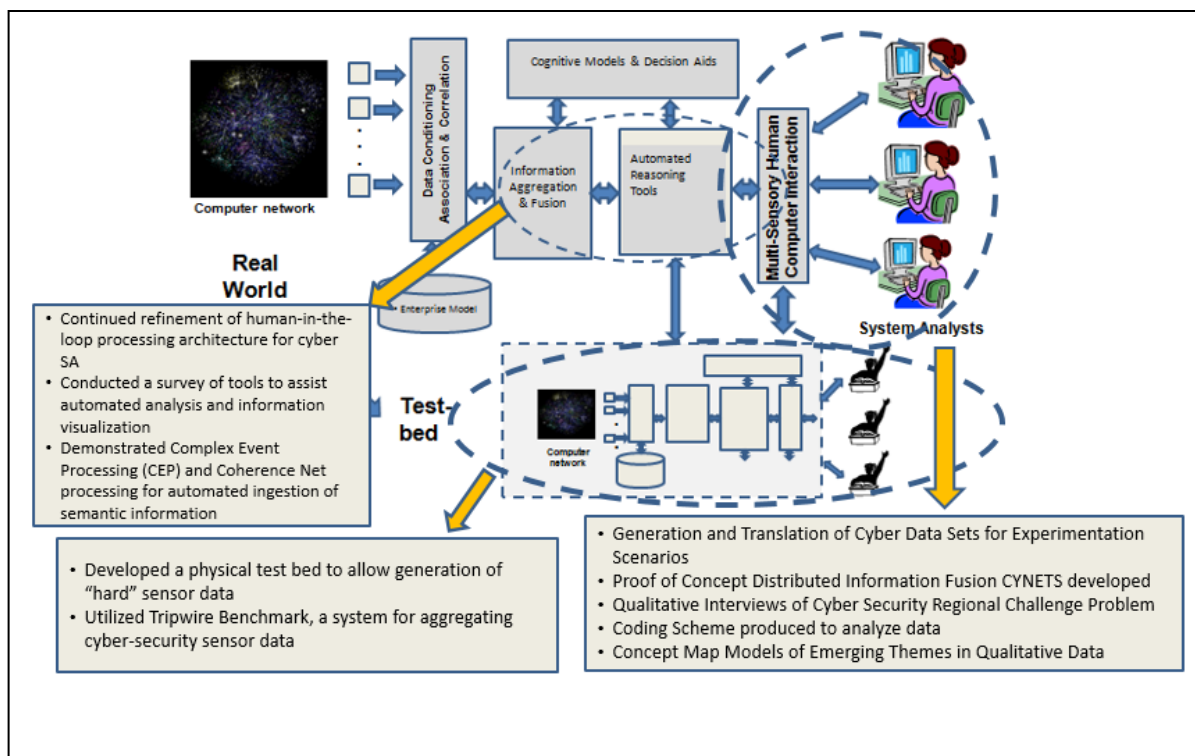 Cognitive Models & Decision Aids
Data Conditioning
Association & Correlation
Information
Aggregation
& Fusion
Automated
Reasoning
Tools
Multi-Sensory Human
Computer Interaction
Computer network
Real
World
Enterprise Model
System Analysts
• Continued refinement of human-in-the-
loop processing architecture for cyber
SA
• Conducted a survey of tools to assist
automated analysis and information
visualization
• Demonstrated Complex Event
Processing (CEP) and Coherence Net
processing for automated ingestion of
semantic information
Test-
bed
Computer
network
• Developed a physical test bed to allow generation of
“hard” sensor data
• Utilized Tripwire Benchmark, a system for aggregating
cyber-security sensor data
• Generation and Translation of Cyber Data Sets for Experimentation
Scenarios
• Proof of Concept Distributed Information Fusion CYNETS developed
• Qualitative Interviews of Cyber Security Regional Challenge Problem
• Coding Scheme produced to analyze data
• Concept Map Models of Emerging Themes in Qualitative Data